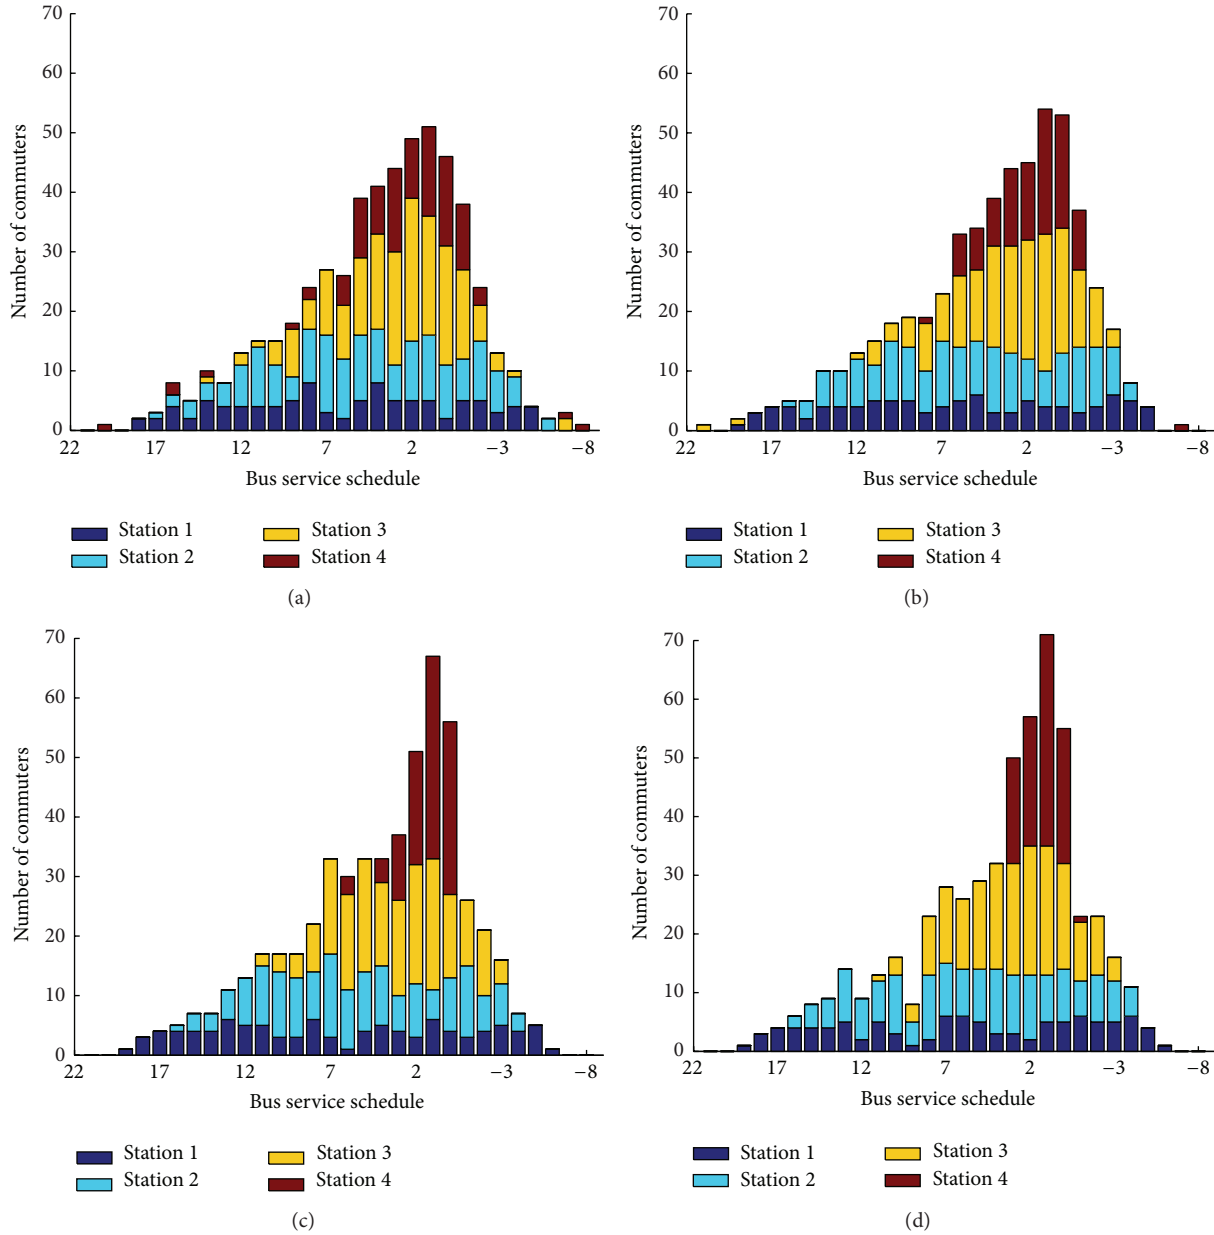 70
60
50
40
30
20
10
0
Number of commuters
22 17 12 7 2 −3 −8
Bus service schedule
Station 1 Station 3
Station 2 Station 4
(a)
70
60
50
40
30
20
10
0
Number of commuters
22 17 12 7 2 −3 −8
Bus service schedule
Station 1 Station 3
Station 2 Station 4
(b)
70
60
50
40
30
20
10
0
Number of commuters
22 17 12 7 2 −3 −8
Bus service schedule
Station 1 Station 3
Station 2 Station 4
(c)
70
60
50
40
30
20
10
0
Number of commuters
22 17 12 7 2 −3 −8
Bus service schedule
Station 1 Station 3
Station 2 Station 4
(d)